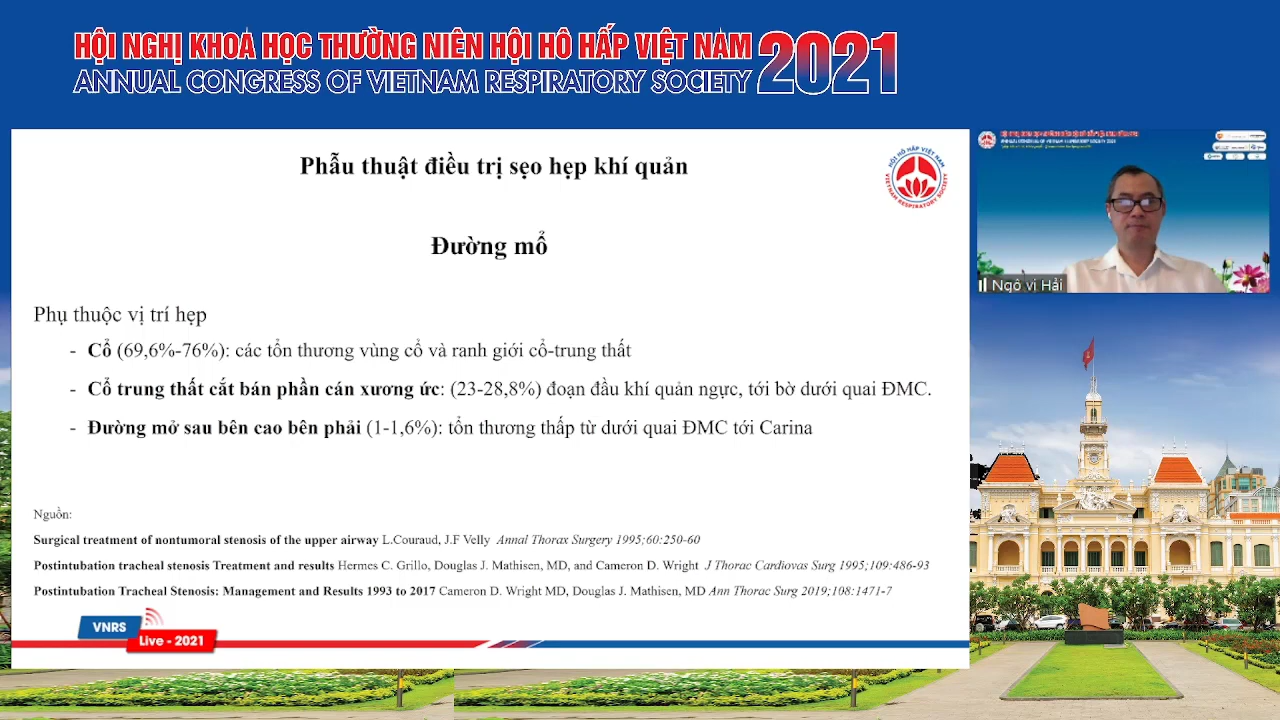 HỘI NGHỊ KHOA HỌC THƯỜNG NIÊN HỘI HÔ HẤP VIỆT NAM 2021
ANNUAL CONGRESS OF VIETNAM RESPIRATORY SOCIETY
Phẫu thuật điều trị sẹo hẹp khí quản
HỘI HÔ HẤP VIỆT NAM
VIETNAM RESPIRATORY SOCIETY
Đường mổ
Ngô vi Hải
Phụ thuộc vị trí hẹp
- Cổ (69,6%-76%): các tổn thương vùng cổ và ranh giới cổ-trung thất
- Cổ trung thất cắt bán phần cán xương ức: (23-28,8%) đoạn đầu khí quản ngực, tới bờ dưới quai ĐMC.
- Đường mở sau bên cao bên phải (1-1,6%): tổn thương thấp từ dưới quai ĐMC tới Carina
Nguồn:
Surgical treatment of nontumoral stenosis of the upper airway L.Couraud, J.F Velly Annal Thorax Surgery 1995;60:250-60
Postintubation tracheal stenosis Treatment and results Hermes C. Grillo, Douglas J. Mathisen, MD, and Cameron D. Wright J Thorac Cardiovas Surg 1995;109:486-93
Postintubation Tracheal Stenosis: Management and Results 1993 to 2017 Cameron D. Wright MD, Douglas J. Mathisen, MD Ann Thorac Surg 2019;108:1471-7
VNRS
Live - 2021